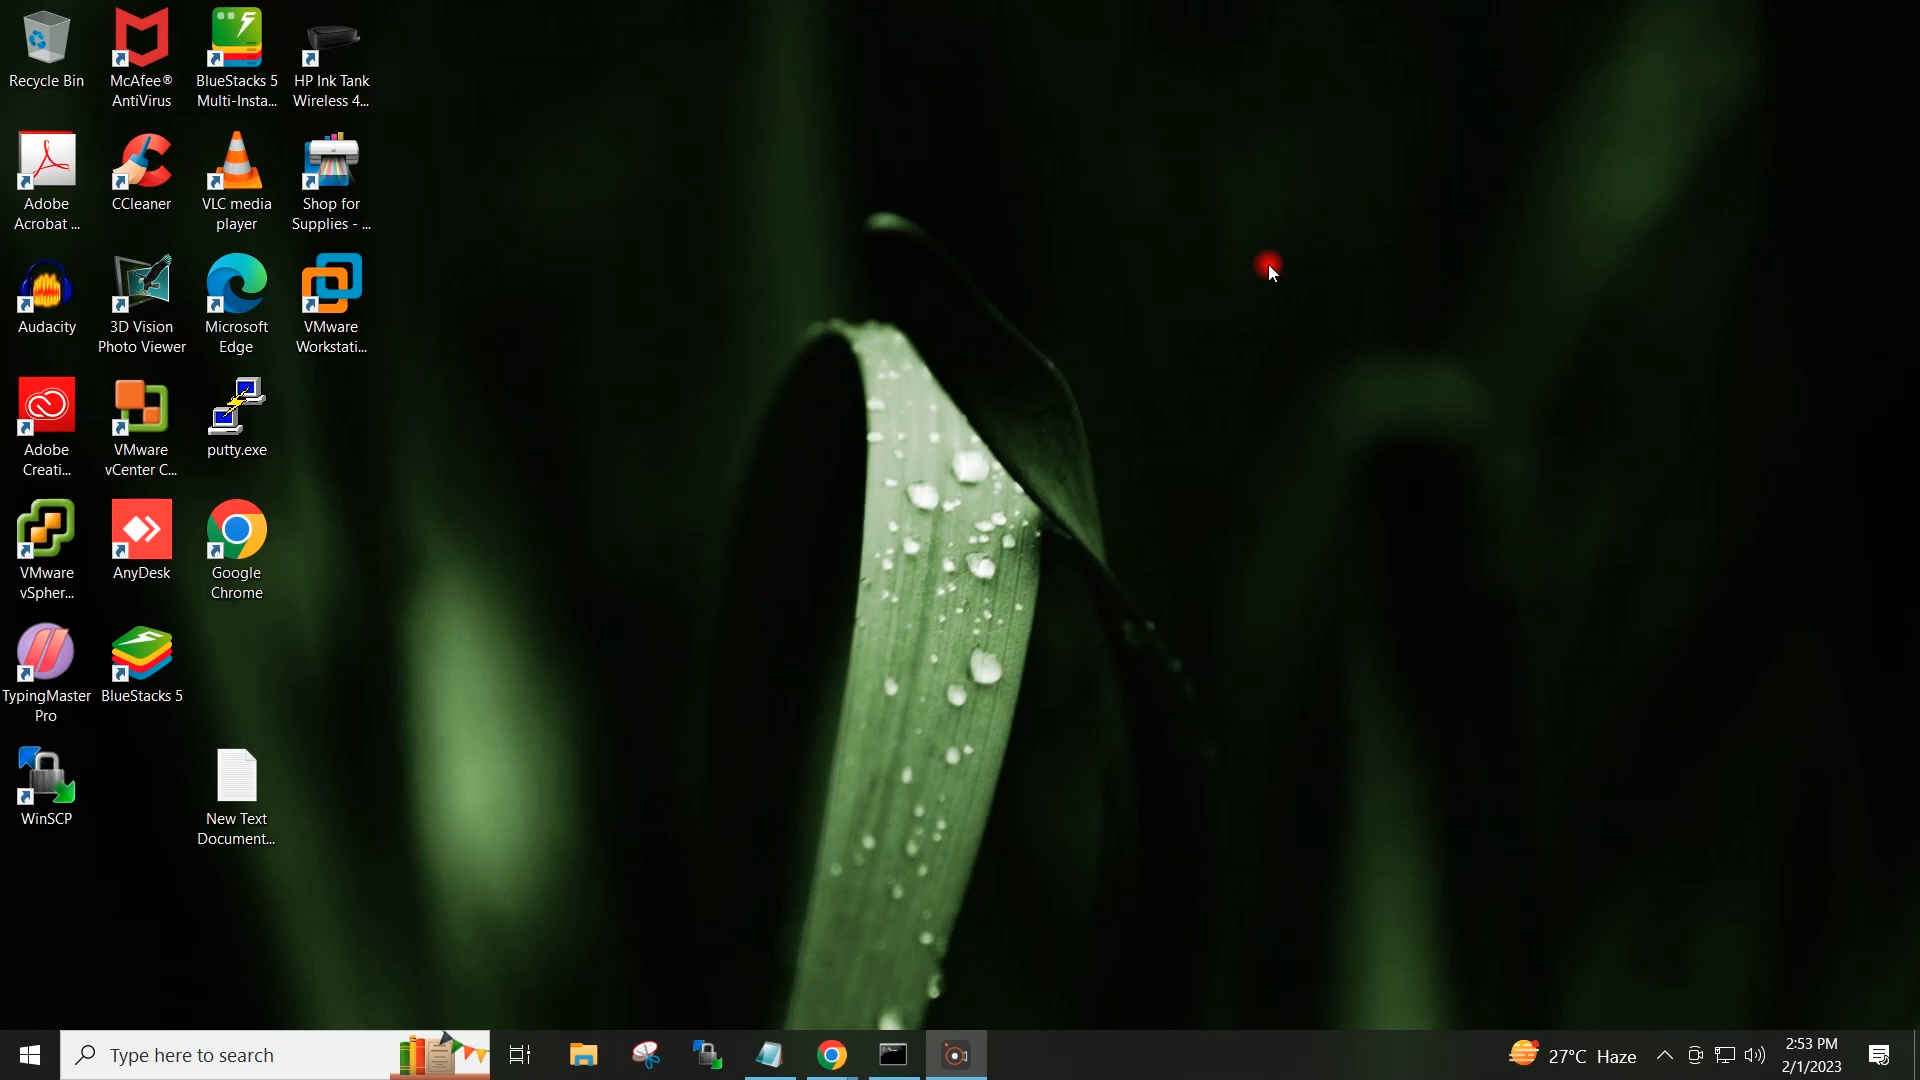 Recycle Bin
McAfee®
AntiVirus
BlueStacks 5
Multi-Insta...
HP Ink Tank
Wireless 4...
Adobe
Acrobat ...
CCleaner
VLC media
player
Shop for
Supplies - ...
Audacity
3D Vision
Photo Viewer
Microsoft
Edge
VMware
Workstati...
Adobe
Creati...
VMware
vCenter C...
putty.exe
VMware
vSpher...
AnyDesk
Google
Chrome
TypingMaster
Pro
BlueStacks 5
WinSCP
New Text
Document...
Type here to search
27°C Haze
2:53 PM
2/1/2023